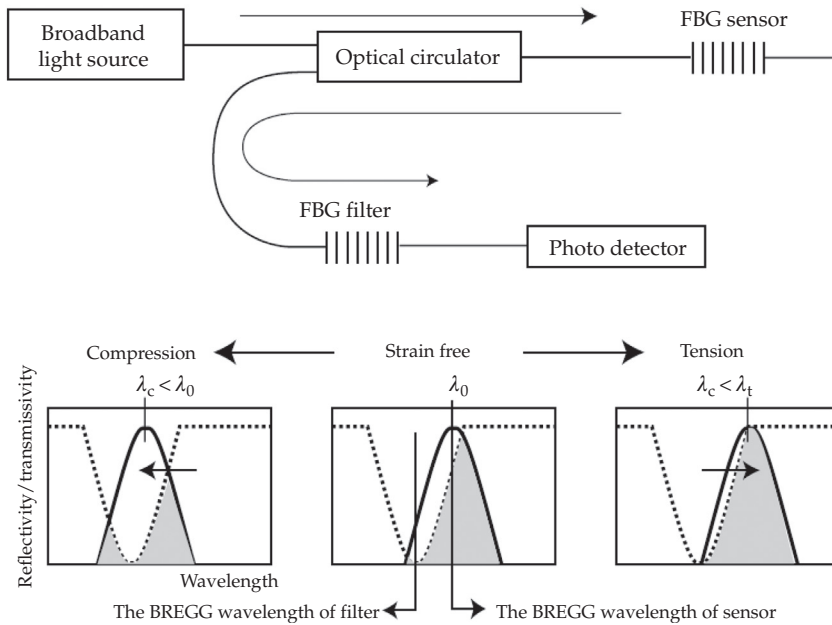 Broadband
light source
Optical circulator
FBG sensor
FBG filter
Photo detector
Compression
Strain free
Tension
λc < λ0
λ0
λc < λt
Reflectivity/transmissivity
Wavelength
The BREGG wavelength of filter
The BREGG wavelength of sensor